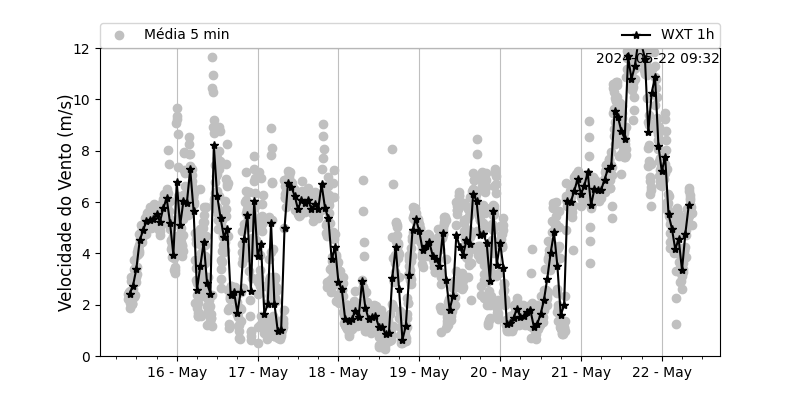 Média 5 min
WXT 1h
2024-05-22 09:32
Velocidade do Vento (m/s)
12
10
8
6
4
2
0
16 - May
17 - May
18 - May
19 - May
20 - May
21 - May
22 - May